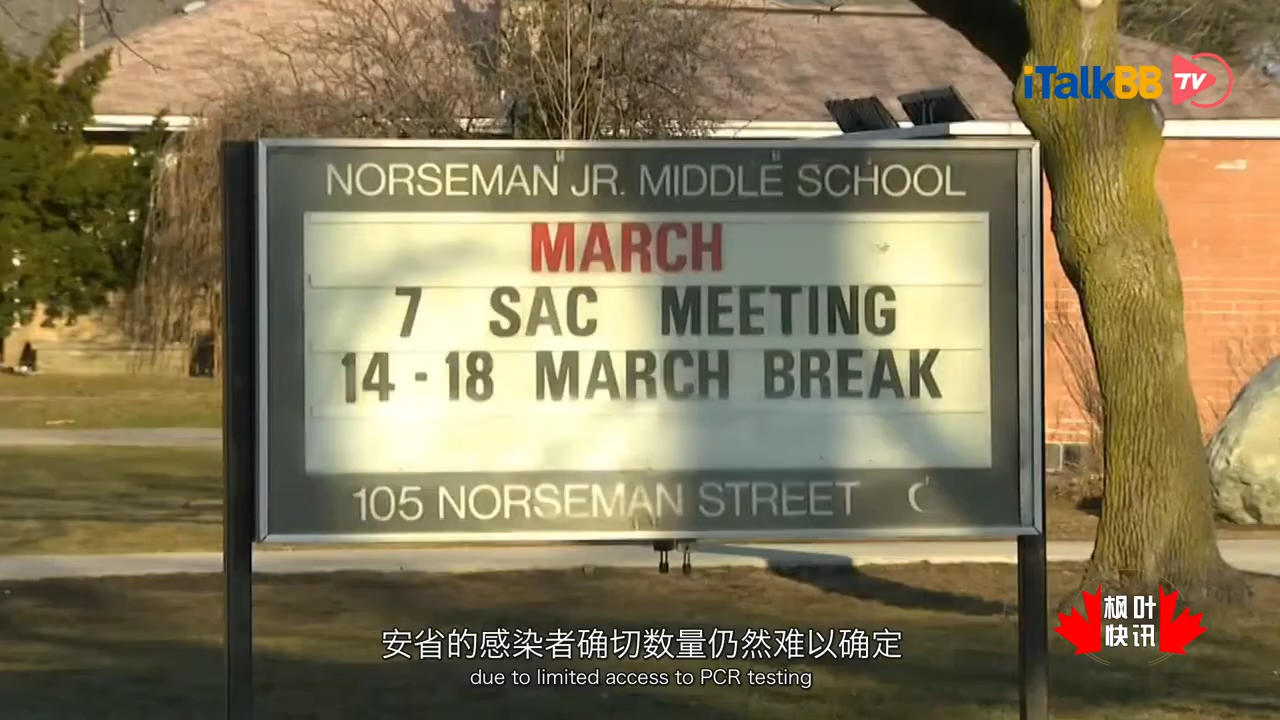 iTalkBB TV
NORSEMAN JR. MIDDLE SCHOOL
MARCH
7 SAC MEETING
14 - 18 MARCH BREAK
105 NORSEMAN STREET
枫叶
快讯
安省的感染者确切数量仍然难以确定
due to limited access to PCR testing